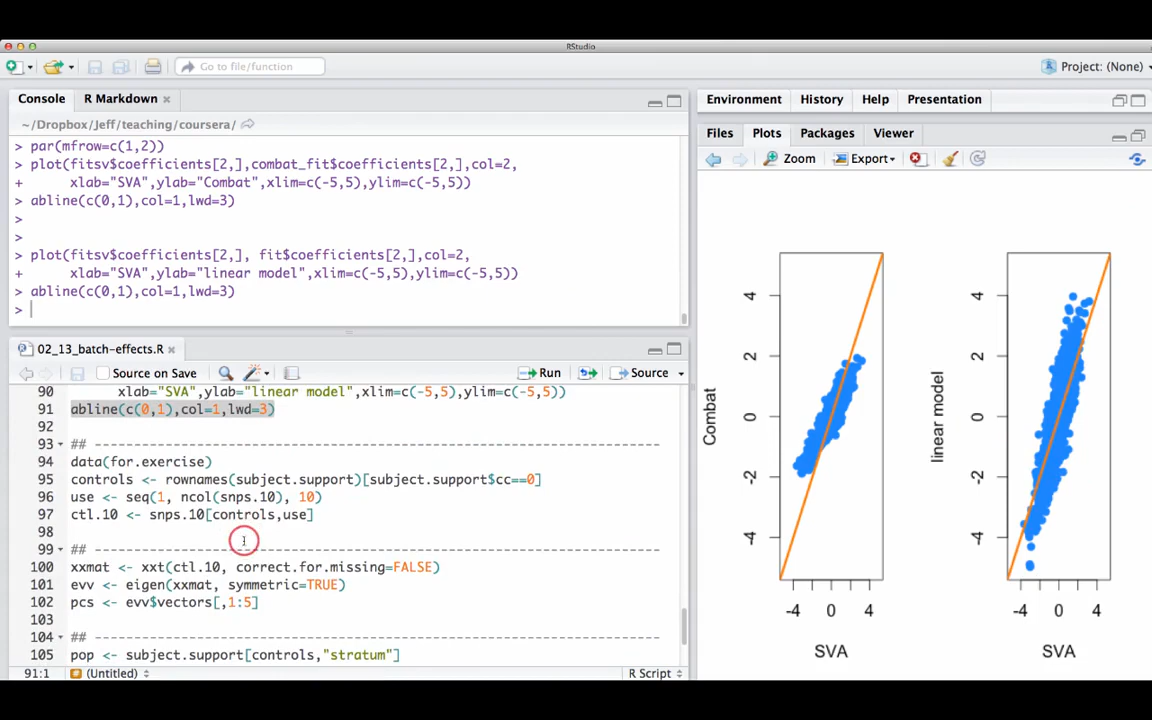 RStudio
Go to file/function
Project: (None)
Console R Markdown
~/Dropbox/Jeff/teaching/coursera/
> par(mfrow=c(1,2))
> plot(fitsv$coefficients[2,],combat_fit$coefficients[2,],col=2,
+ xlab="SVA",ylab="Combat",xlim=c(-5,5),ylim=c(-5,5))
> abline(c(0,1),col=1,lwd=3)
>
>
> plot(fitsv$coefficients[2,], fit$coefficients[2,],col=2,
+ xlab="SVA",ylab="linear model",xlim=c(-5,5),ylim=c(-5,5))
> abline(c(0,1),col=1,lwd=3)
>
02_13_batch-effects.R
Source on Save
Run
Source
90 xlab="SVA",ylab="linear model",xlim=c(-5,5),ylim=c(-5,5))
91 abline(c(0,1),col=1,lwd=3)
92
93 ## ----------------------------------------------------------------
94 data(for.exercise)
95 controls <- rownames(subject.support)[subject.support$cc==0]
96 use <- seq(1, ncol(snps.10), 10)
97 ctl.10 <- snps.10[controls,use]
98
99 ## ----------------------------------------------------------------
100 xxmat <- xxt(ctl.10, correct.for.missing=FALSE)
101 evv <- eigen(xxmat, symmetric=TRUE)
102 pcs <- evv$vectors[,1:5]
103
104 ## ----------------------------------------------------------------
105 pop <- subject.support[controls,"stratum"]
91:1 (Untitled) R Script
Environment History Help Presentation
Files Plots Packages Viewer
Zoom Export
Combat
4
2
0
-2
-4
-4 0 4
SVA
linear model
4
2
0
-2
-4
-4 0 4
SVA